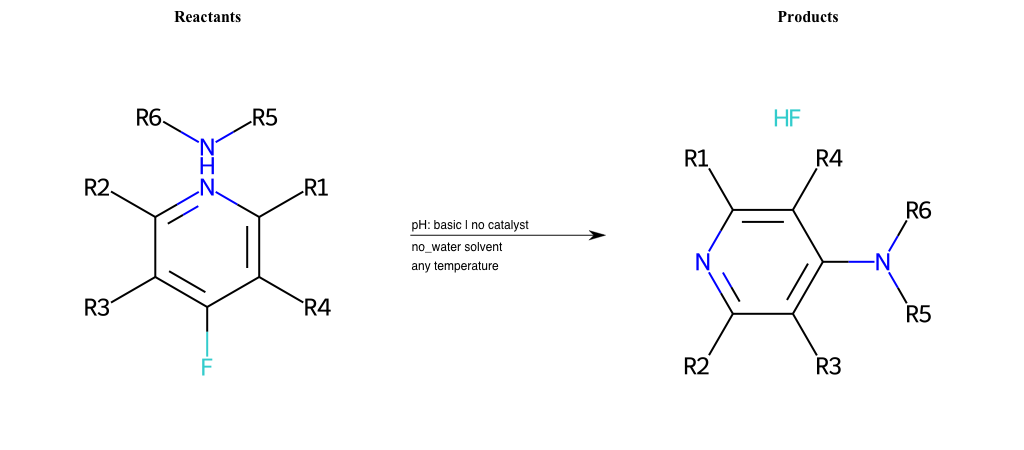 Reactants
Products
R6
R5
N
H
N
R2
R1
R3
R4
F
pH: basic | no catalyst
no_water solvent
any temperature
HF
R1
R4
N
N
R6
R5
R2
R3